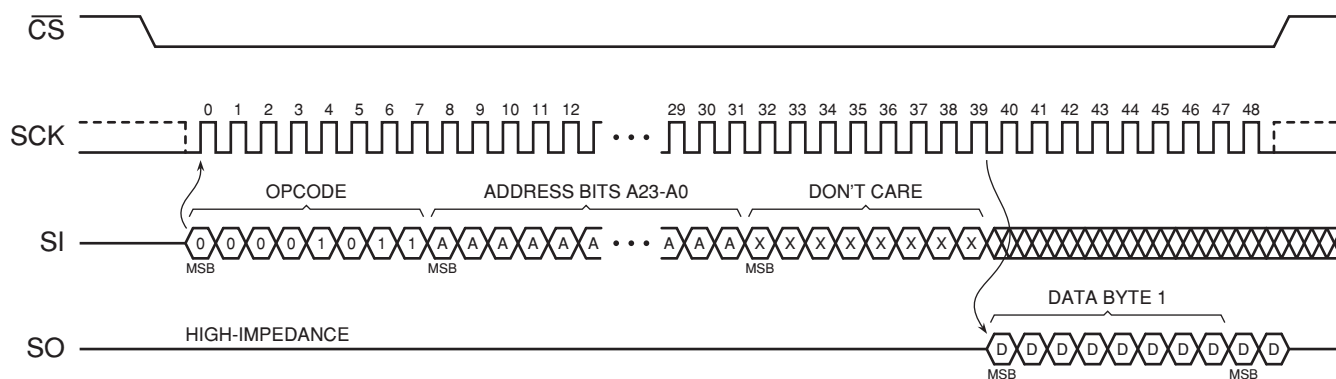 CS
0 1 2 3 4 5 6 7 8 9 10 11 12 29 30 31 32 33 34 35 36 37 38 39 40 41 42 43 44 45 46 47 48
SCK
OPCODE ADDRESS BITS A23-A0 DON'T CARE
SI 0 0 0 0 1 0 1 1 A A A A A A A A A X X X X X X X X
MSB MSB MSB
DATA BYTE 1
HIGH-IMPEDANCE
SO D D D D D D D D D D
MSB MSB